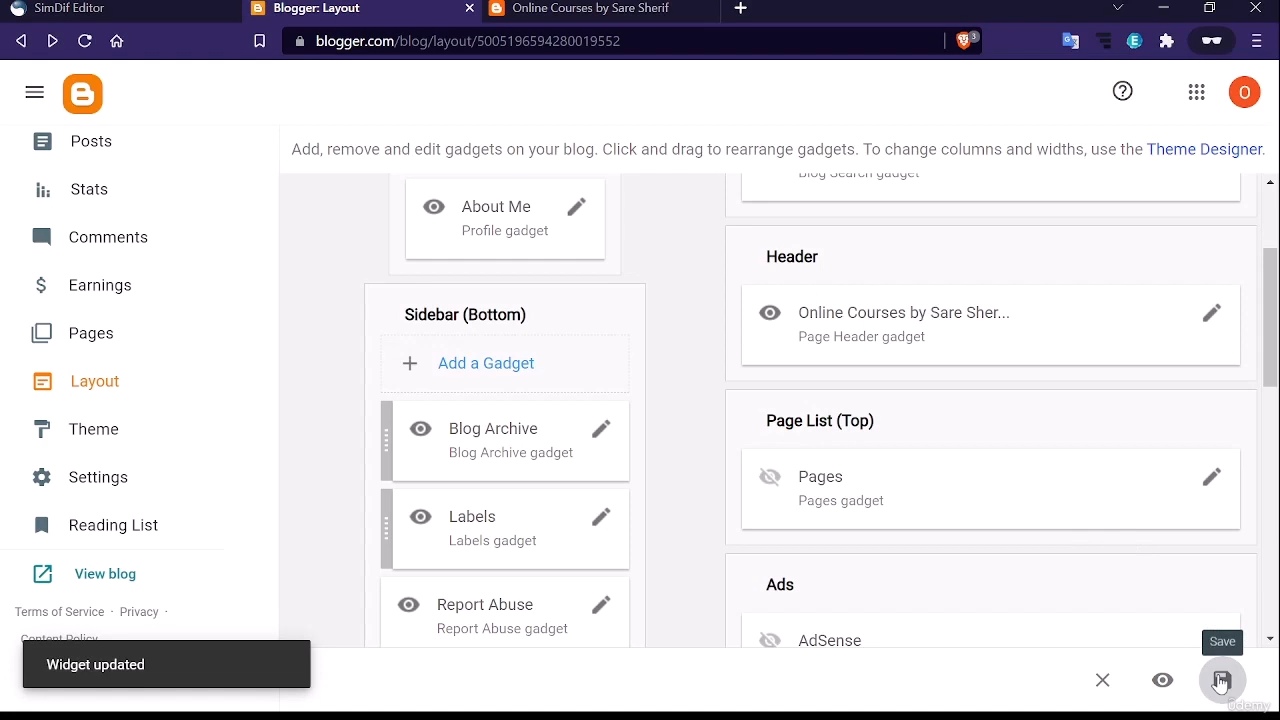 SimDif Editor
Blogger: Layout
Online Courses by Sare Sherif
blogger.com/blog/layout/5005196594280019552
3
O
Posts
Stats
Comments
Earnings
Pages
Layout
Theme
Settings
Reading List
View blog
Terms of Service · Privacy ·
Content Policy
Widget updated
Add, remove and edit gadgets on your blog. Click and drag to rearrange gadgets. To change columns and widths, use the Theme Designer.
About Me
Profile gadget
Sidebar (Bottom)
Add a Gadget
Blog Archive
Blog Archive gadget
Labels
Labels gadget
Report Abuse
Report Abuse gadget
Blog Search gadget
Header
Online Courses by Sare Sher...
Page Header gadget
Page List (Top)
Pages
Pages gadget
Ads
AdSense
Save
udemy